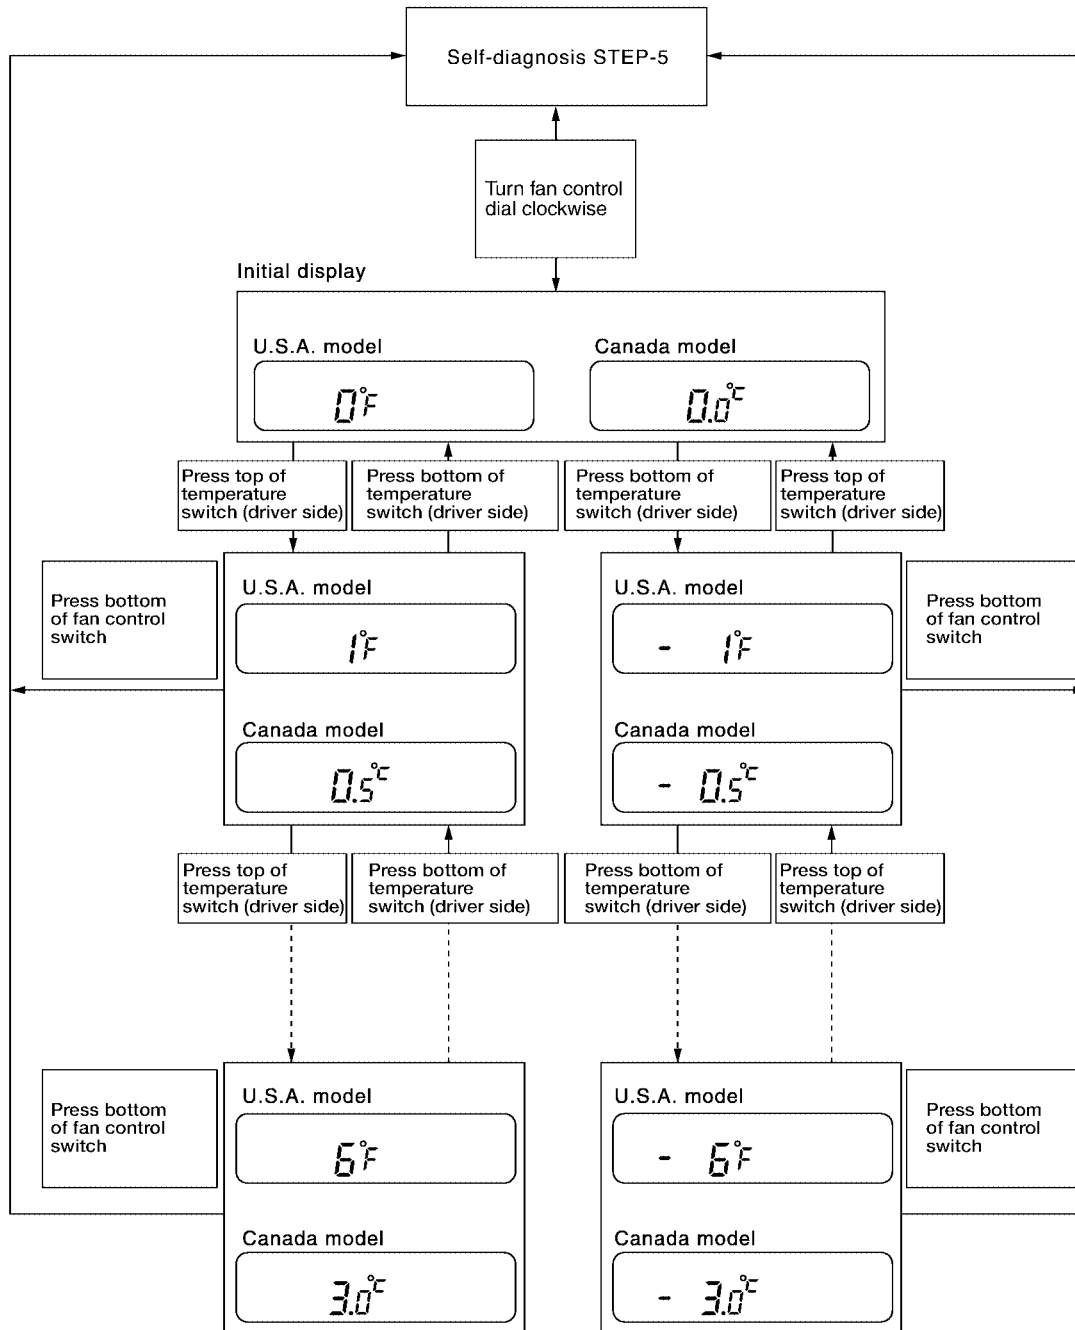 Self-diagnosis STEP-5
Turn fan control
dial clockwise
Initial display
U.S.A. model
Canada model
0°F
0.0°C
Press top of
temperature
switch (driver side)
Press bottom of
temperature
switch (driver side)
Press bottom of
temperature
switch (driver side)
Press top of
temperature
switch (driver side)
Press bottom
of fan control
switch
U.S.A. model
1°F
Canada model
0.5°C
U.S.A. model
- 1°F
Canada model
- 0.5°C
Press bottom
of fan control
switch
Press top of
temperature
switch (driver side)
Press bottom of
temperature
switch (driver side)
Press bottom of
temperature
switch (driver side)
Press top of
temperature
switch (driver side)
Press bottom
of fan control
switch
U.S.A. model
6°F
Canada model
3.0°C
U.S.A. model
- 6°F
Canada model
- 3.0°C
Press bottom
of fan control
switch